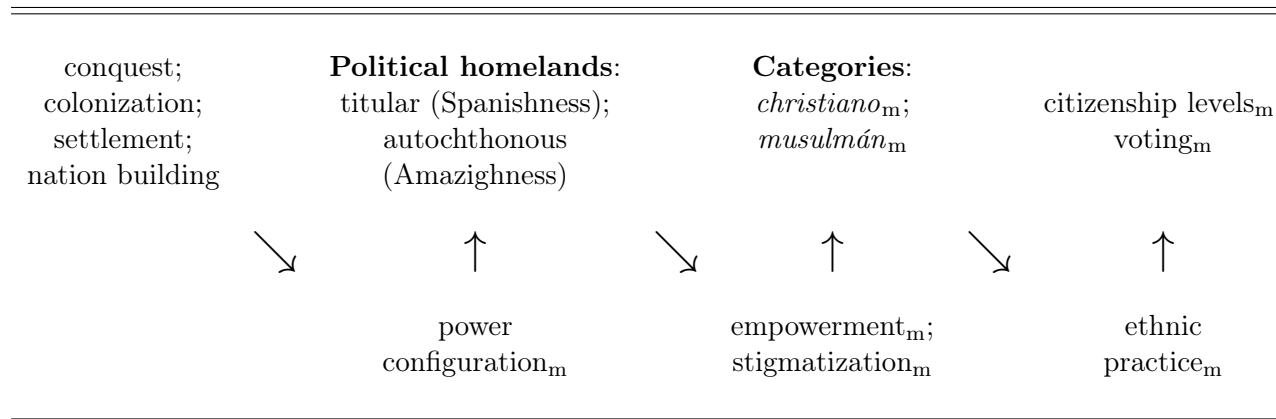 conquest;
colonization;
settlement;
nation building
Political homelands:
titular (Spanishness);
autochthonous
(Amazighness)
Categories:
christianoₘ;
musulmánₘ
citizenship levelsₘ
votingₘ
↘ ↑ ↘ ↑ ↘ ↑
power
configurationₘ
empowermentₘ;
stigmatizationₘ
ethnic
practiceₘ